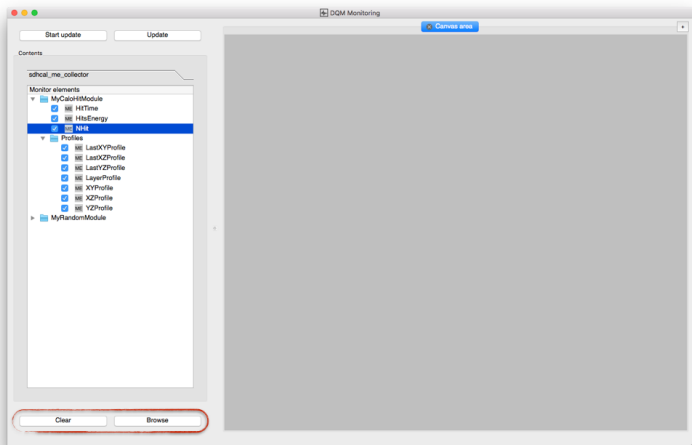 DQM Monitoring
Start update
Update
Canvas area
Contents
sdhcal_me_collector
Monitor elements
MyCaloHitModule
ME HitTime
ME HitsEnergy
ME NHit
Profiles
ME LastXYProfile
ME LastXZProfile
ME LastYZProfile
ME LayerProfile
ME XYProfile
ME XZProfile
ME YZProfile
MyRandomModule
Clear
Browse